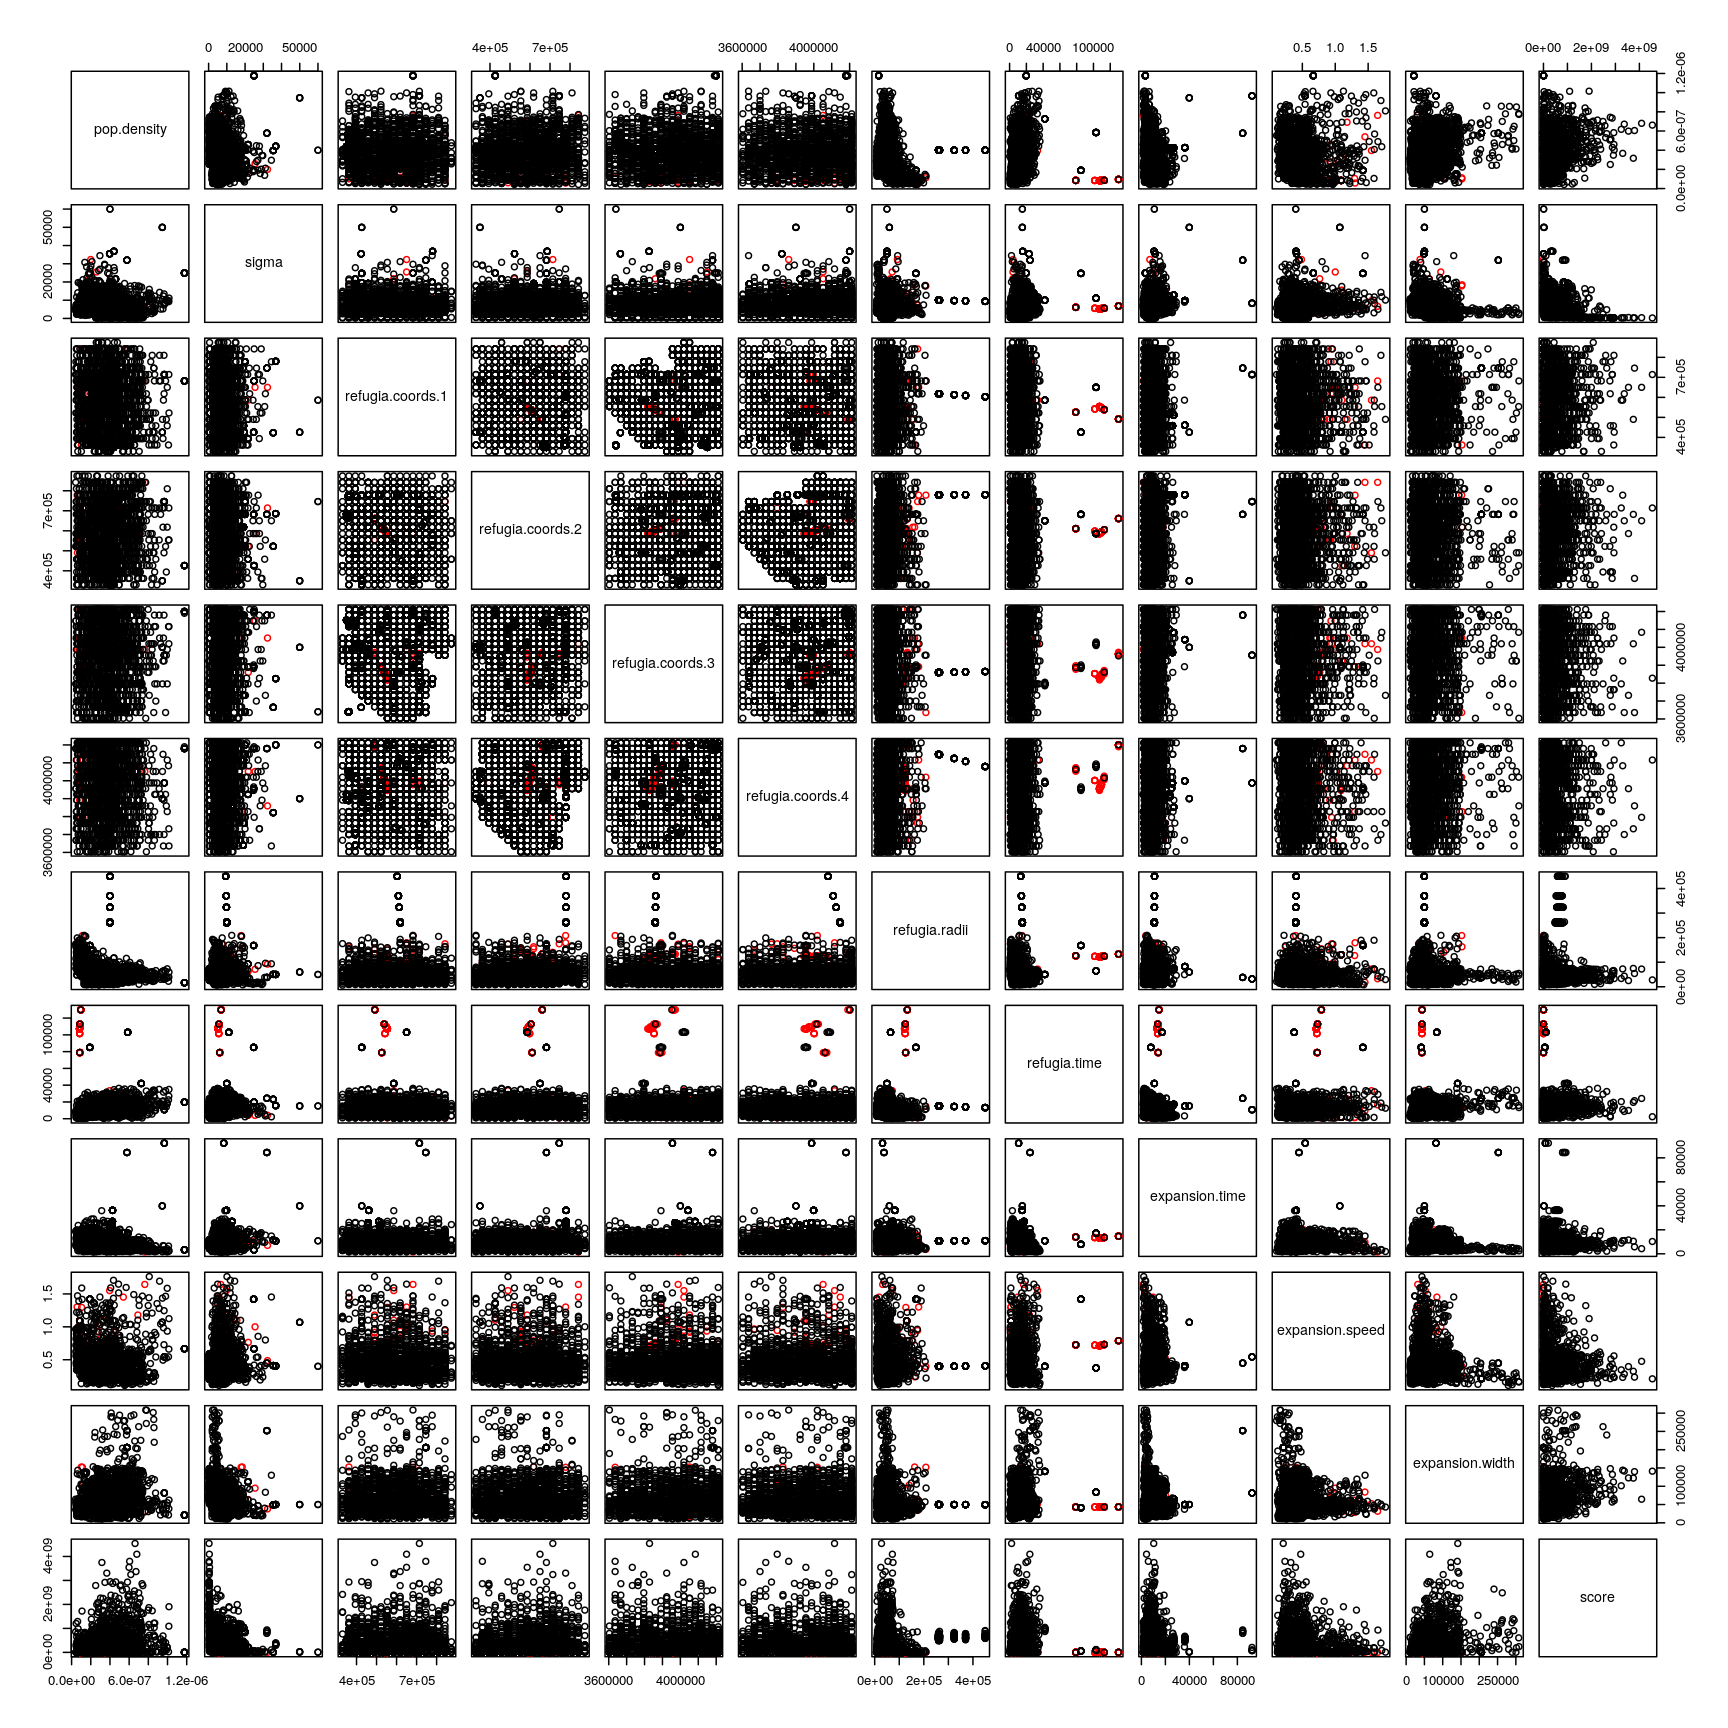 0 20000 50000 4e+05 7e+05 3600000 4000000 0 40000 100000 0.5 1.0 1.5 0e+00 2e+09 4e+09
pop.density
0.0e+00 6.0e-07 1.2e-06
0 20000 50000
sigma
refugia.coords.1
4e+05 7e+05
4e+05 7e+05
refugia.coords.2
refugia.coords.3
3600000 4000000
3600000 4000000
refugia.coords.4
refugia.radii
0e+00 2e+05 4e+05
0 40000 100000
refugia.time
expansion.time
0 40000 80000
0.5 1.0 1.5
expansion.speed
expansion.width
0 100000 250000
0e+00 2e+09 4e+09
score
0.0e+00 6.0e-07 1.2e-06 4e+05 7e+05 3600000 4000000 0e+00 2e+05 4e+05 0 40000 80000 0 100000 250000